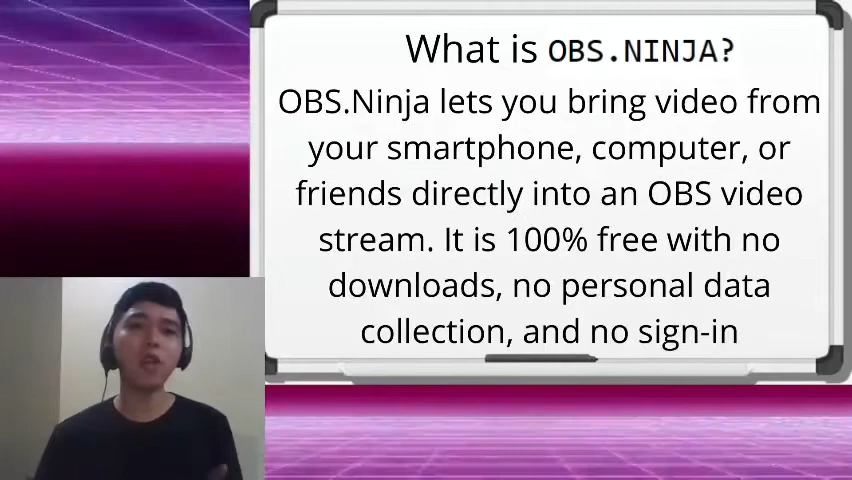 What is OBS.NINJA?
OBS.Ninja lets you bring video from
your smartphone, computer, or
friends directly into an OBS video
stream. It is 100% free with no
downloads, no personal data
collection, and no sign-in